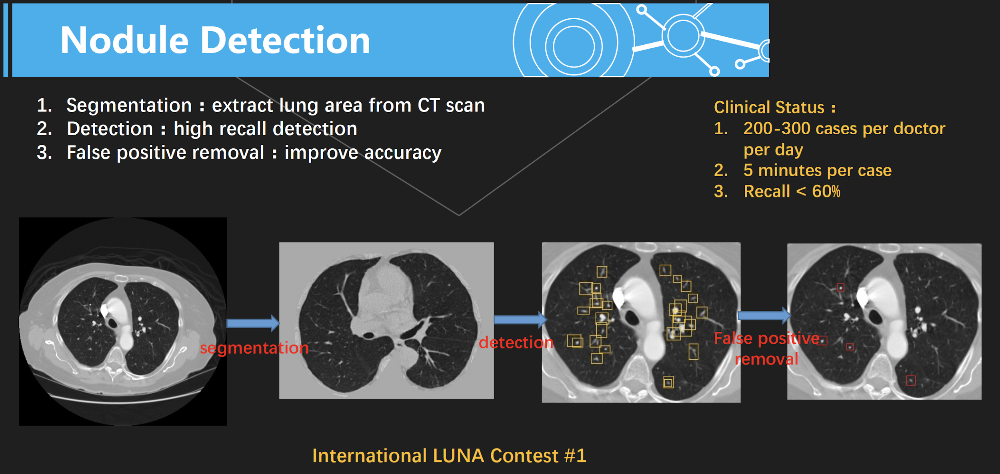 Nodule Detection
1. Segmentation : extract lung area from CT scan
2. Detection : high recall detection
3. False positive removal : improve accuracy
Clinical Status :
1. 200-300 cases per doctor
per day
2. 5 minutes per case
3. Recall < 60%
segmentation
detection
False positive
removal
International LUNA Contest #1